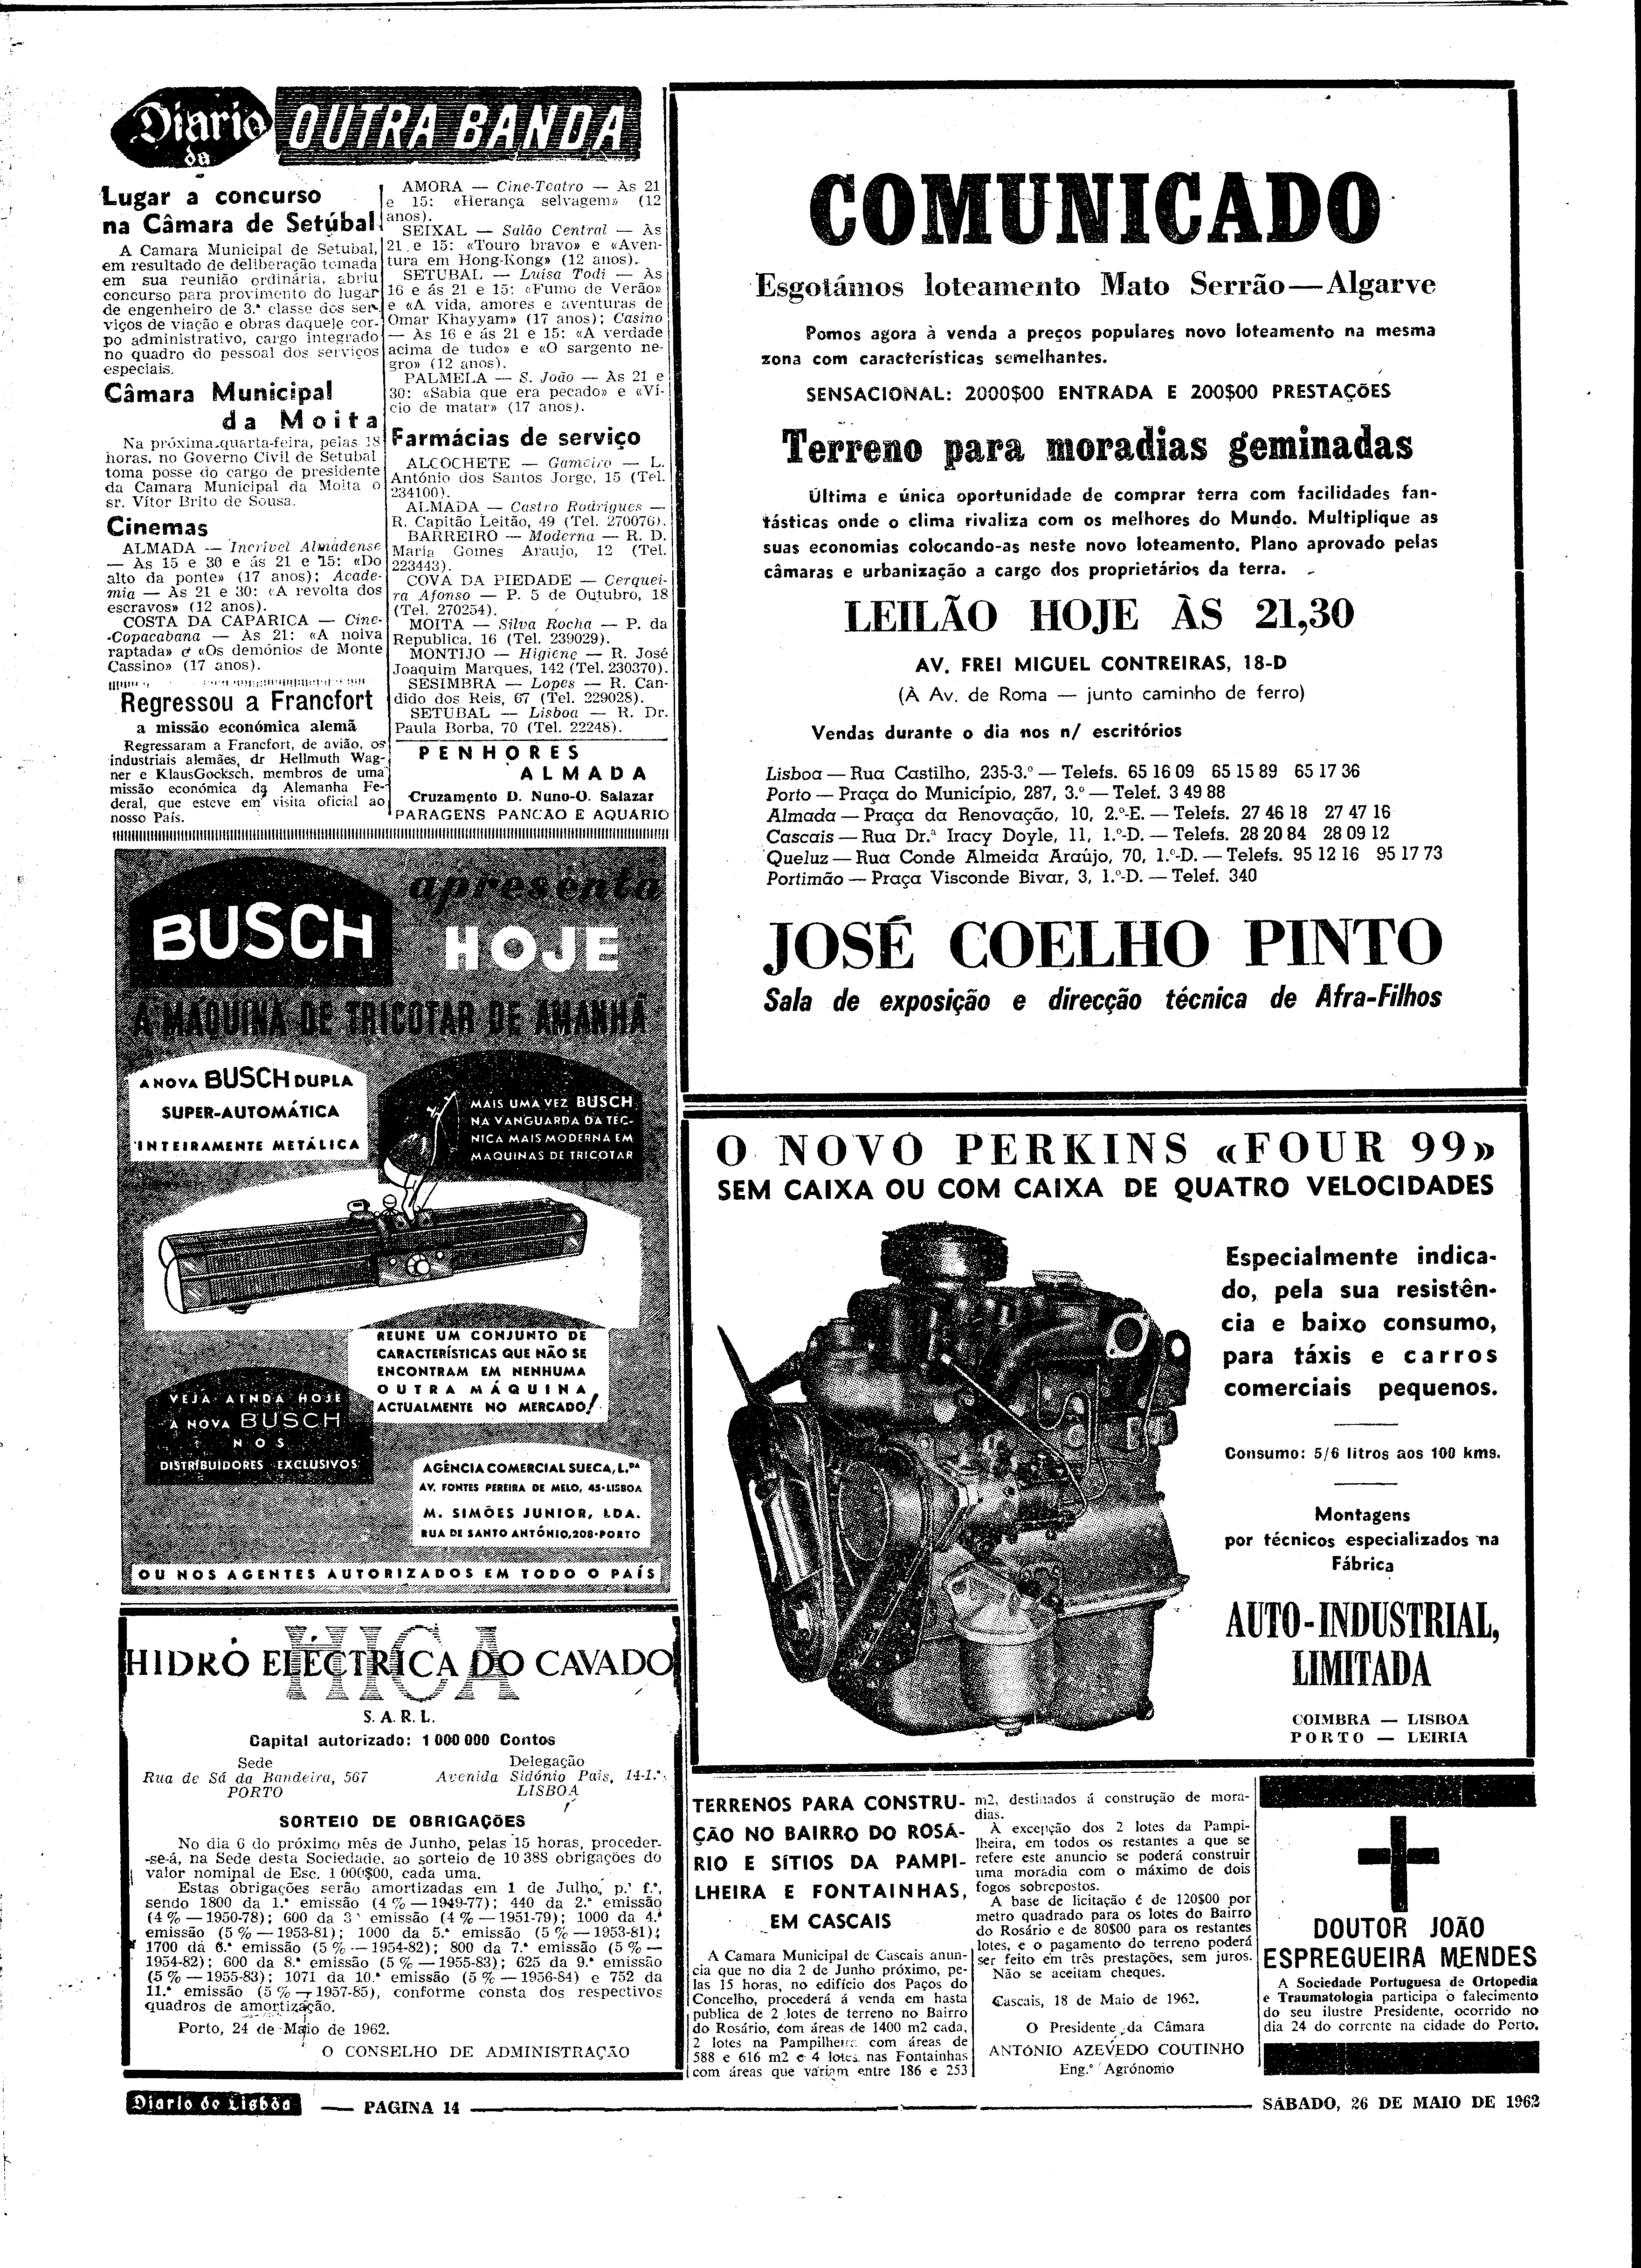 Diario
da
OUTRA BANDA
Lugar a concurso
na Câmara de Setúbal
A Camara Municipal de Setubal,
em resultado de deliberação tomada
em sua reunião ordinária, abriu
concurso para provimento do lugar
de engenheiro de 3.ª classe dos ser-
viços de viação e obras daquele cor-
po administrativo, cargo integrado
no quadro do pessoal dos serviços
especiais.
Câmara Municipal
da Moita
Na próxima quarta-feira, pelas 18
horas, no Governo Civil de Setubal
toma posse do cargo de presidente
da Camara Municipal da Moita o
sr. Vítor Brito de Sousa.
Cinemas
ALMADA — Incrível Almadense
— Às 15 e 30 e ás 21 e 15: «Do
alto da ponte» (17 anos); Acade-
mia — Às 21 e 30: «A revolta dos
escravos» (12 anos).
COSTA DA CAPARICA — Cine-
-Copacabana — Às 21: «A noiva
raptada» e «Os demónios de Monte
Cassino» (17 anos).
Regressou a Francfort
a missão económica alemã
Regressaram a Francfort, de avião, os
industriais alemães, dr Hellmuth Wag-
ner e KlausGocksch, membros de uma
missão económica da Alemanha Fe-
deral, que esteve em visita oficial ao
nosso País.
AMORA — Cine-Teatro — Às 21
e 15: «Herança selvagem» (12
anos).
SEIXAL — Salão Central — Às
21 e 15: «Touro bravo» e «Aven-
tura em Hong-Kong» (12 anos).
SETUBAL — Luísa Todi — Às
16 e ás 21 e 15: «Fumo de Verão»
e «A vida, amores e aventuras de
Omar Khayyam» (17 anos); Casino
— Às 16 e ás 21 e 15: «A verdade
acima de tudo» e «O sargento ne-
gro» (12 anos).
PALMELA — S. João — Às 21 e
30: «Sabia que era pecado» e «Ví-
cio de matar» (17 anos).
Farmácias de serviço
ALCOCHETE — Gameiro — L.
António dos Santos Jorge, 15 (Tel.
234100).
ALMADA — Castro Rodrigues —
R. Capitão Leitão, 49 (Tel. 270076).
BARREIRO — Moderna — R. D.
Maria Gomes Araujo, 12 (Tel.
223443).
COVA DA PIEDADE — Cerquei-
ra Afonso — P. 5 de Outubro, 18
(Tel. 270254).
MOITA — Silva Rocha — P. da
Republica, 16 (Tel. 239029).
MONTIJO — Higiene — R. José
Joaquim Marques, 142 (Tel. 230370).
SESIMBRA — Lopes — R. Can-
dido dos Reis, 67 (Tel. 229028).
SETUBAL — Lisboa — R. Dr.
Paula Borba, 70 (Tel. 22248).
PENHORES
ALMADA
Cruzamento D. Nuno-O. Salazar
PARAGENS PANCAO E AQUARIO
BUSCH
apresenta
HOJE
A MÁQUINA DE TRICOTAR DE AMANHÃ
A NOVA BUSCH DUPLA
SUPER-AUTOMÁTICA
INTEIRAMENTE METÁLICA
MAIS UMA VEZ BUSCH
NA VANGUARDA DA TÉC-
NICA MAIS MODERNA EM
MAQUINAS DE TRICOTAR
REUNE UM CONJUNTO DE
CARACTERÍSTICAS QUE NÃO SE
ENCONTRAM EM NENHUMA
OUTRA MÁQUINA
ACTUALMENTE NO MERCADO!
VEJA AINDA HOJE
A NOVA BUSCH
NOS
DISTRIBUIDORES EXCLUSIVOS
AGÊNCIA COMERCIAL SUECA, L.DA
AV. FONTES PEREIRA DE MELO, 45-LISBOA
M. SIMÕES JUNIOR, LDA.
RUA DE SANTO ANTÓNIO, 208-PORTO
OU NOS AGENTES AUTORIZADOS EM TODO O PAÍS
HICA
HIDRO ELÉCTRICA DO CAVADO
S. A. R. L.
Capital autorizado: 1 000 000 Contos
Sede
Rua de Sá da Bandeira, 567
PORTO
Delegação
Avenida Sidónio Pais, 14-1.º
LISBOA
SORTEIO DE OBRIGAÇÕES
No dia 6 do próximo mês de Junho, pelas 15 horas, proceder-
-se-á, na Sede desta Sociedade, ao sorteio de 10 388 obrigações do
valor nominal de Esc. 1 000$00, cada uma.
Estas obrigações serão amortizadas em 1 de Julho, p.º f.º,
sendo 1800 da 1.ª emissão (4 % — 1949-77); 440 da 2.ª emissão
(4 % — 1950-78); 600 da 3.ª emissão (4 % — 1951-79); 1000 da 4.ª
emissão (5 % — 1953-81); 1000 da 5.ª emissão (5 % — 1953-81);
1700 da 6.ª emissão (5 % — 1954-82); 800 da 7.ª emissão (5 % —
1954-82); 600 da 8.ª emissão (5 % — 1955-83); 625 da 9.ª emissão
(5 % — 1955-83); 1071 da 10.ª emissão (5 % — 1956-84) e 752 da
11.ª emissão (5 % — 1957-85), conforme consta dos respectivos
quadros de amortização.
Porto, 24 de Maio de 1962.
O CONSELHO DE ADMINISTRAÇÃO
COMUNICADO
Esgotámos loteamento Mato Serrão — Algarve
Pomos agora à venda a preços populares novo loteamento na mesma
zona com características semelhantes.
SENSACIONAL: 2000$00 ENTRADA E 200$00 PRESTAÇÕES
Terreno para moradias geminadas
Última e única oportunidade de comprar terra com facilidades fan-
tásticas onde o clima rivaliza com os melhores do Mundo. Multiplique as
suas economias colocando-as neste novo loteamento. Plano aprovado pelas
câmaras e urbanização a cargo dos proprietários da terra.
LEILÃO HOJE ÀS 21,30
AV. FREI MIGUEL CONTREIRAS, 18-D
(À Av. de Roma — junto caminho de ferro)
Vendas durante o dia nos n/ escritórios
Lisboa — Rua Castilho, 235-3.º — Telefs. 65 16 09 65 15 89 65 17 36
Porto — Praça do Município, 287, 3.º — Telef. 3 49 88
Almada — Praça da Renovação, 10, 2.º-E. — Telefs. 27 46 18 27 47 16
Cascais — Rua Dr.ª Iracy Doyle, 11, 1.º-D. — Telefs. 28 20 84 28 09 12
Queluz — Rua Conde Almeida Araújo, 70, 1.º-D. — Telefs. 95 12 16 95 17 73
Portimão — Praça Visconde Bivar, 3, 1.º-D. — Telef. 340
JOSÉ COELHO PINTO
Sala de exposição e direcção técnica de Afra-Filhos
O NOVO PERKINS «FOUR 99»
SEM CAIXA OU COM CAIXA DE QUATRO VELOCIDADES
Especialmente indica-
do, pela sua resistên-
cia e baixo consumo,
para táxis e carros
comerciais pequenos.
Consumo: 5/6 litros aos 100 kms.
Montagens
por técnicos especializados na
Fábrica
AUTO-INDUSTRIAL,
LIMITADA
COIMBRA — LISBOA
PORTO — LEIRIA
TERRENOS PARA CONSTRU-
ÇÃO NO BAIRRO DO ROSÁ-
RIO E SÍTIOS DA PAMPI-
LHEIRA E FONTAINHAS,
EM CASCAIS
A Camara Municipal de Cascais anun-
cia que no dia 2 de Junho próximo, pe-
las 15 horas, no edifício dos Paços do
Concelho, procederá á venda em hasta
publica de 2 lotes de terreno no Bairro
do Rosário, com áreas de 1400 m2 cada,
2 lotes na Pampilheira com áreas de
588 e 616 m2 e 4 lotes nas Fontainhas
com áreas que variam entre 186 e 253
m2, destinados á construção de mora-
dias.
À excepção dos 2 lotes da Pampi-
lheira, em todos os restantes a que se
refere este anuncio se poderá construir
uma moradia com o máximo de dois
fogos sobrepostos.
A base de licitação é de 120$00 por
metro quadrado para os lotes do Bairro
do Rosário e de 80$00 para os restantes
lotes, e o pagamento do terreno poderá
ser feito em três prestações, sem juros.
Não se aceitam cheques.
Cascais, 18 de Maio de 1962.
O Presidente da Câmara
ANTÓNIO AZEVEDO COUTINHO
Eng.º Agrónomo
DOUTOR JOÃO
ESPREGUEIRA MENDES
A Sociedade Portuguesa de Ortopedia
e Traumatologia participa o falecimento
do seu ilustre Presidente, ocorrido no
dia 24 do corrente na cidade do Porto.
Diario de Lisbôa — PAGINA 14 — SÁBADO, 26 DE MAIO DE 1962